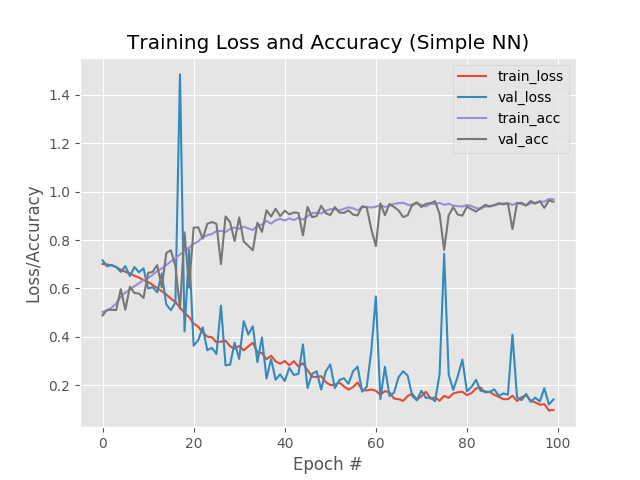 Training Loss and Accuracy (Simple NN)
train_loss
val_loss
train_acc
val_acc
Loss/Accuracy
1.4
1.2
1.0
0.8
0.6
0.4
0.2
0
20
40
60
80
100
Epoch #